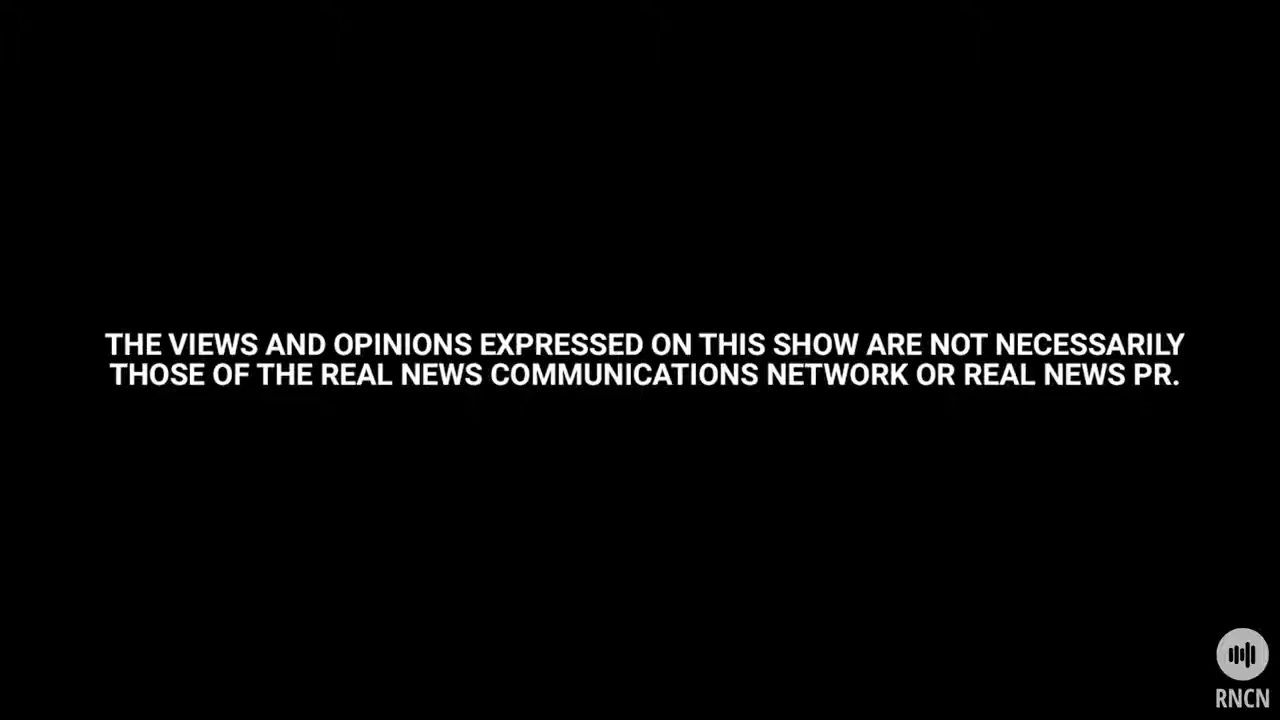 THE VIEWS AND OPINIONS EXPRESSED ON THIS SHOW ARE NOT NECESSARILY
THOSE OF THE REAL NEWS COMMUNICATIONS NETWORK OR REAL NEWS PR.
RNCN